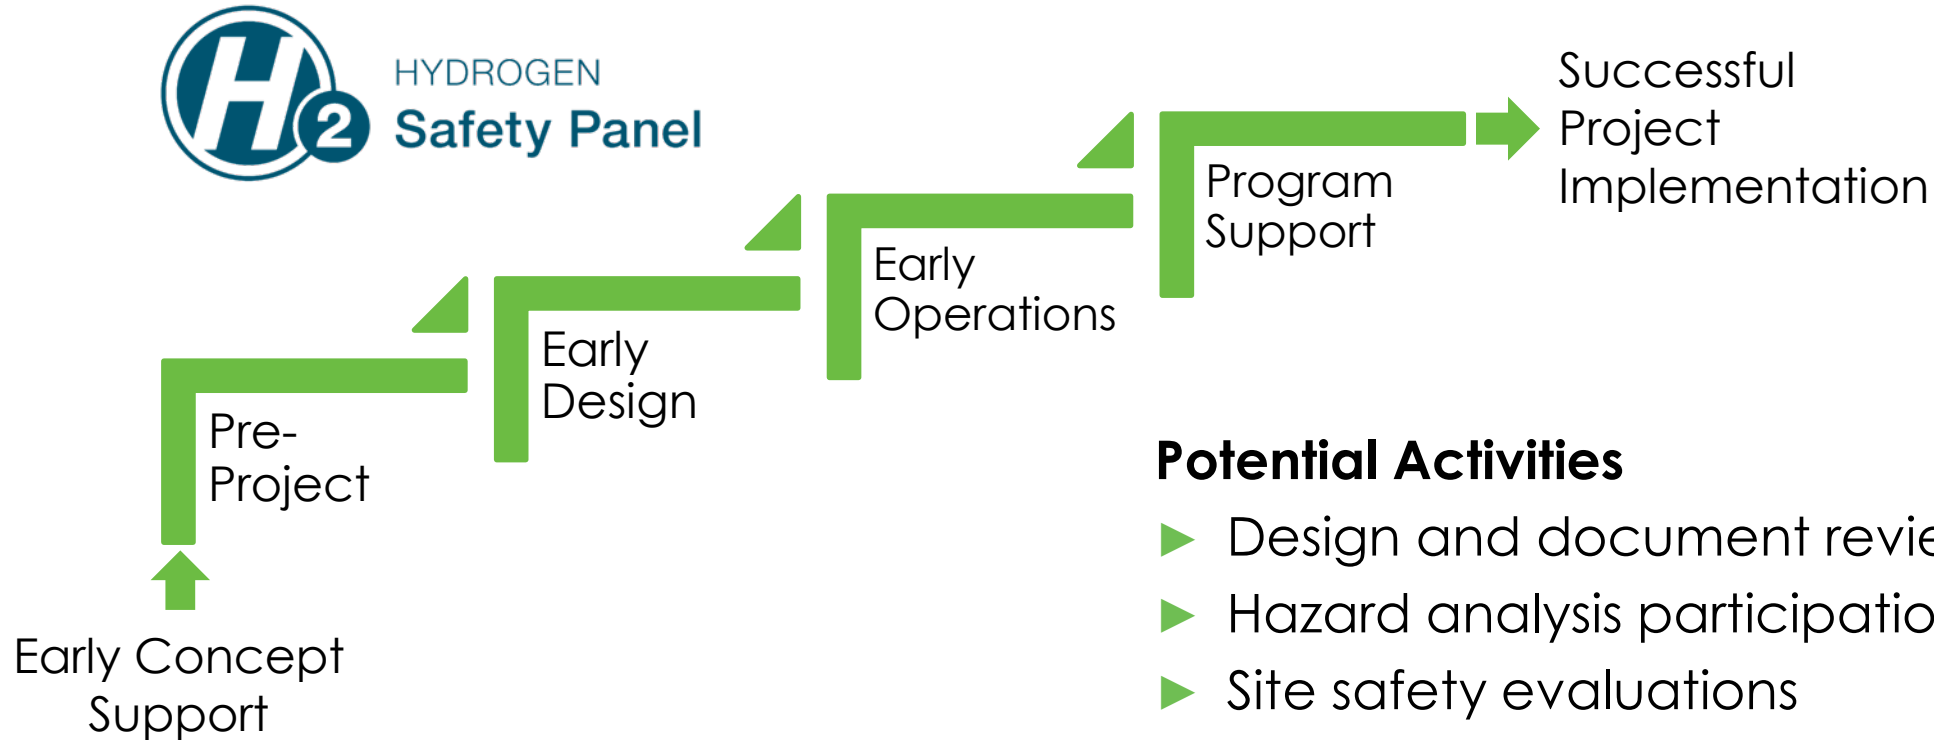 H2
HYDROGEN
Safety Panel
Successful
Project
Implementation
Program
Support
Early
Operations
Early
Design
Pre-
Project
Early Concept
Support
Potential Activities
► Design and document
► Hazard analysis
► Site safety evaluations